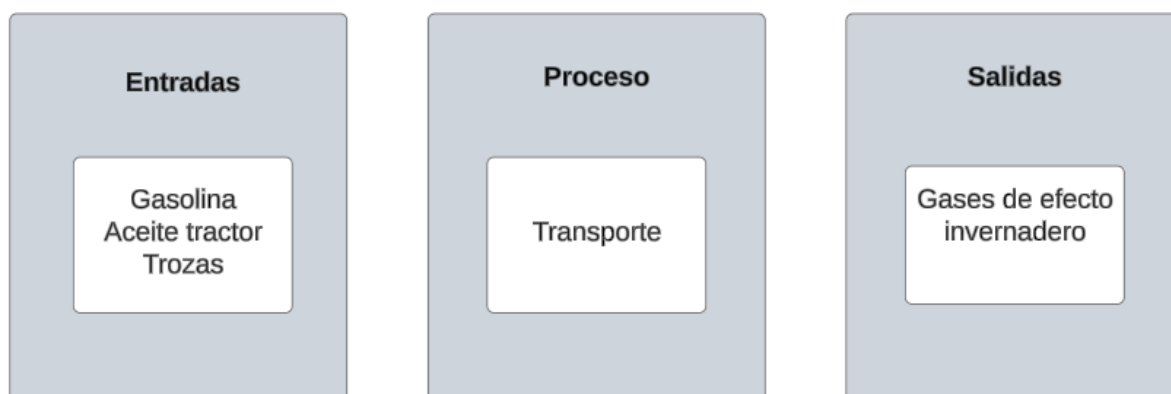 Entradas
Gasolina
Aceite tractor
Trozas
Proceso
Transporte
Salidas
Gases de efecto
invernadero